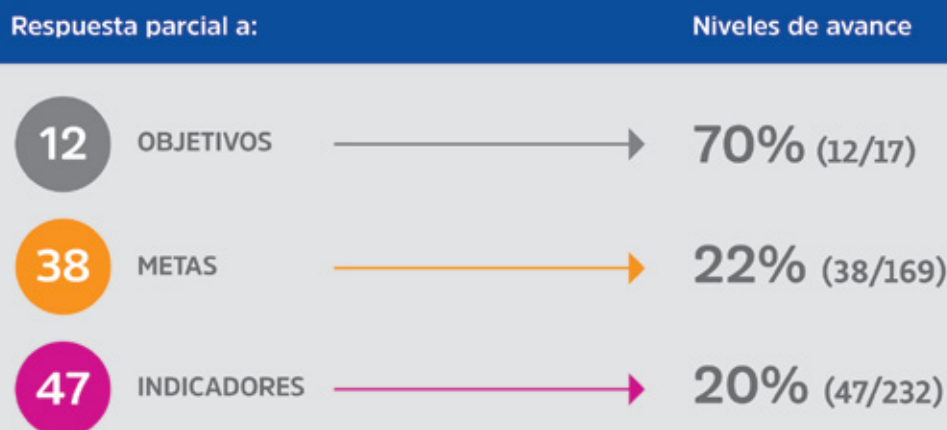 Respuesta parcial a: Niveles de avance
12 OBJETIVOS 70% (12/17)
38 METAS 22% (38/169)
47 INDICADORES 20% (47/232)